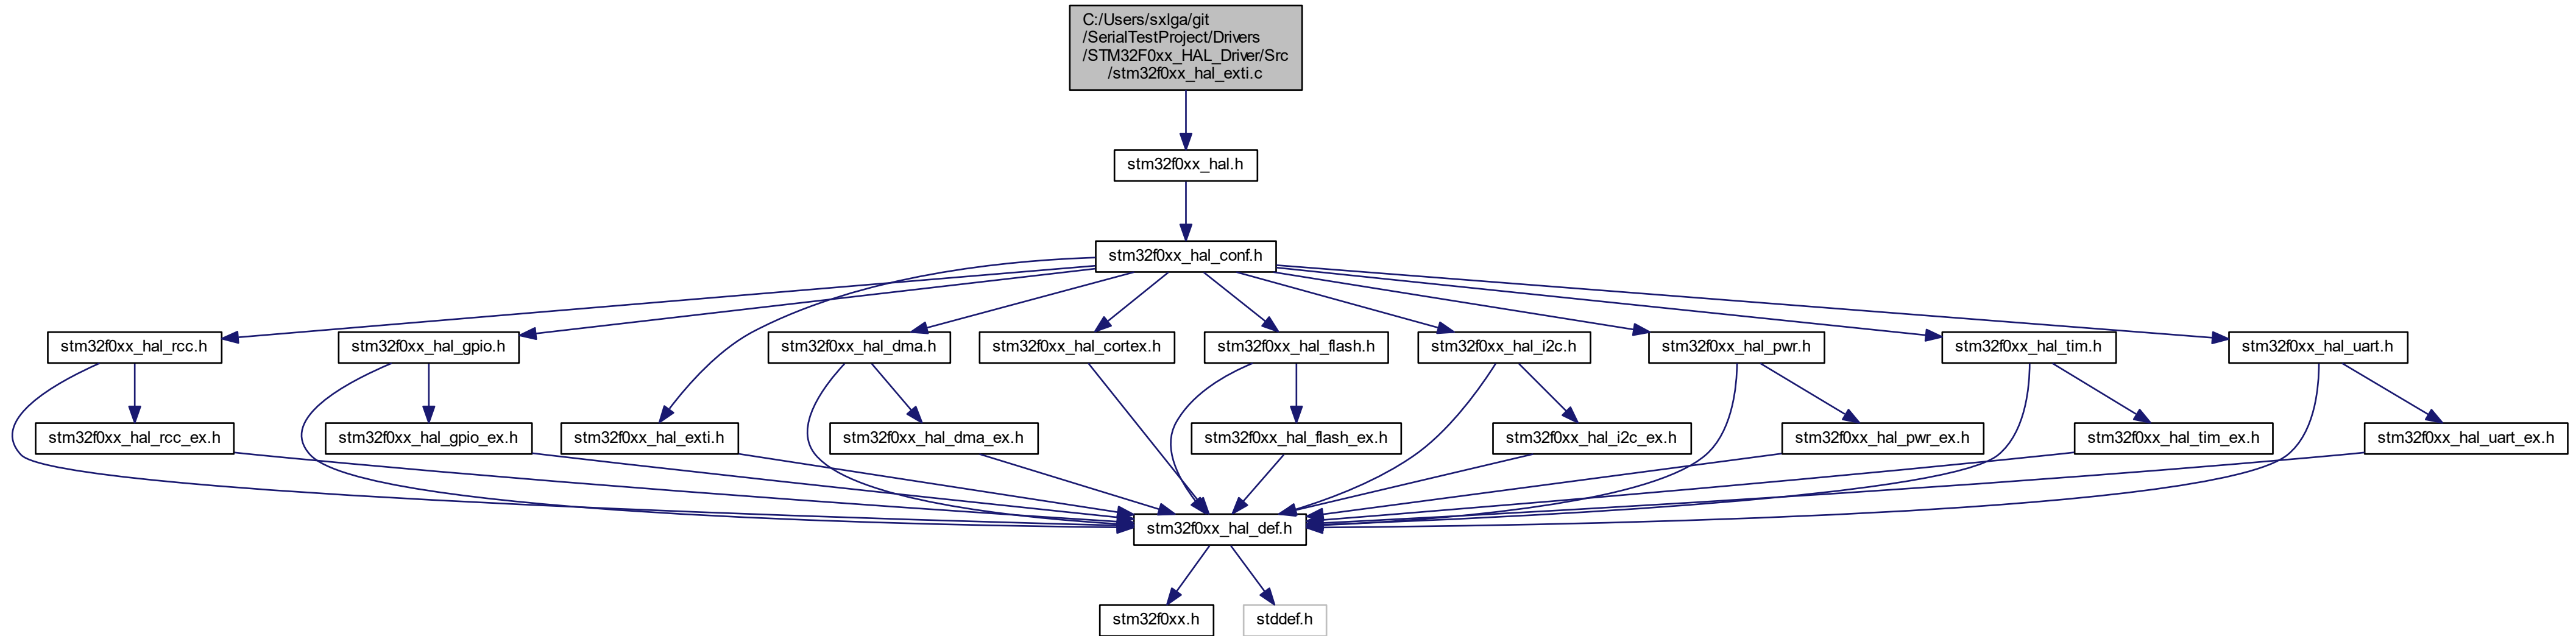 C:/Users/sxlga/git
/SerialTestProject/Drivers
/STM32F0xx_HAL_Driver/Src
/stm32f0xx_hal_exti.c
stm32f0xx_hal.h
stm32f0xx_hal_conf.h
stm32f0xx_hal_rcc.h
stm32f0xx_hal_gpio.h
stm32f0xx_hal_dma.h
stm32f0xx_hal_cortex.h
stm32f0xx_hal_flash.h
stm32f0xx_hal_i2c.h
stm32f0xx_hal_pwr.h
stm32f0xx_hal_tim.h
stm32f0xx_hal_uart.h
stm32f0xx_hal_rcc_ex.h
stm32f0xx_hal_gpio_ex.h
stm32f0xx_hal_exti.h
stm32f0xx_hal_dma_ex.h
stm32f0xx_hal_flash_ex.h
stm32f0xx_hal_i2c_ex.h
stm32f0xx_hal_pwr_ex.h
stm32f0xx_hal_tim_ex.h
stm32f0xx_hal_uart_ex.h
stm32f0xx_hal_def.h
stm32f0xx.h
stddef.h